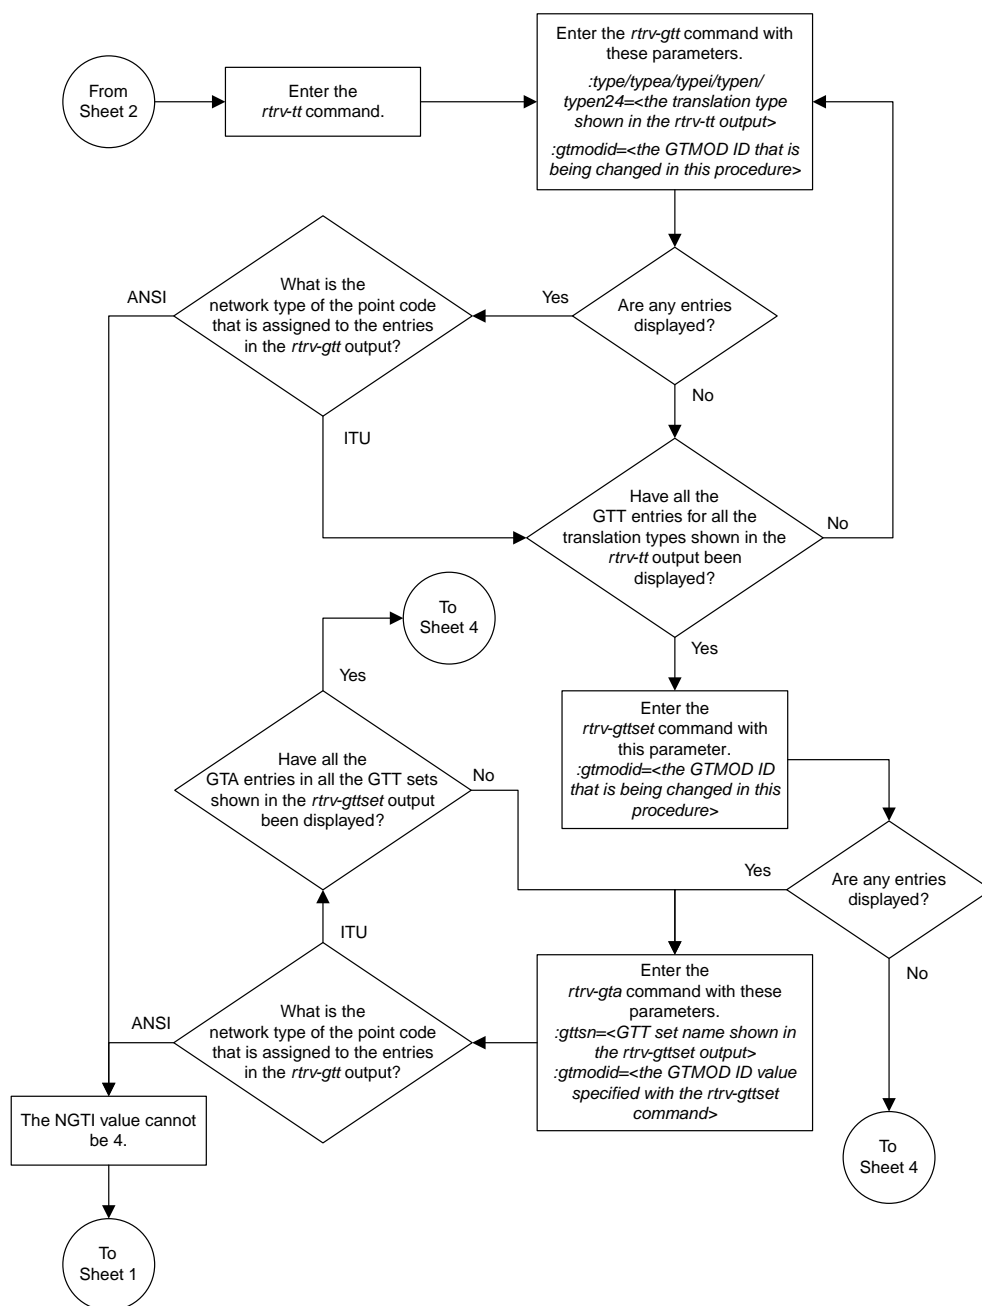 From
Sheet 2
Enter the
rtrv-tt command.
Enter the rtrv-gtt command with
these parameters.
:type/typea/typei/typen/
typen24=<the translation type
shown in the rtrv-tt output>
:gtmodid=<the GTMOD ID that is
being changed in this procedure>
What is the
network type of the point code
that is assigned to the entries
in the rtrv-gtt output?
ANSI
ITU
Yes
Are any entries
displayed?
No
Have all the
GTT entries for all the
translation types shown in the
rtrv-tt output been
displayed?
No
Yes
To
Sheet 4
Yes
Enter the
rtrv-gttset command with
this parameter.
:gtmodid=<the GTMOD ID
that is being changed in this
procedure>
Have all the
GTA entries in all the GTT sets
shown in the rtrv-gttset output
been displayed?
No
Yes
Are any entries
displayed?
No
ITU
What is the
network type of the point code
that is assigned to the entries
in the rtrv-gtt output?
ANSI
Enter the
rtrv-gta command with these
parameters.
:gttsn=<GTT set name shown in
the rtrv-gttset output>
:gtmodid=<the GTMOD ID value
specified with the rtrv-gttset
command>
The NGTI value cannot
be 4.
To
Sheet 4
To
Sheet 1